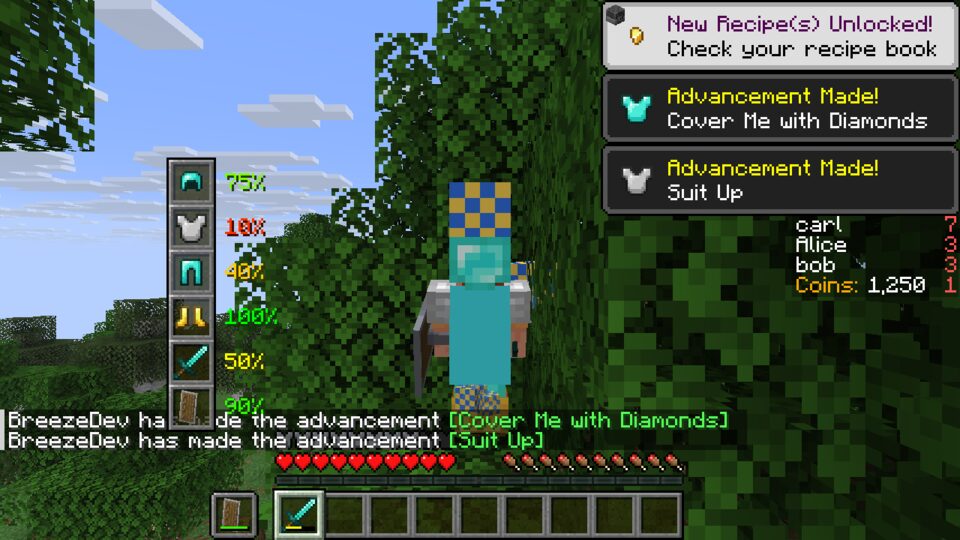 New Recipe(s) Unlocked!
Check your recipe book
Advancement Made!
Cover Me with Diamonds
Advancement Made!
Suit Up
carl 7
Alice 3
bob 3
Coins: 1,250 1
75%
10%
40%
100%
50%
90%
BreezeDev ha de the advancement [Cover Me with Diamonds]
BreezeDev has made the advancement [Suit Up]